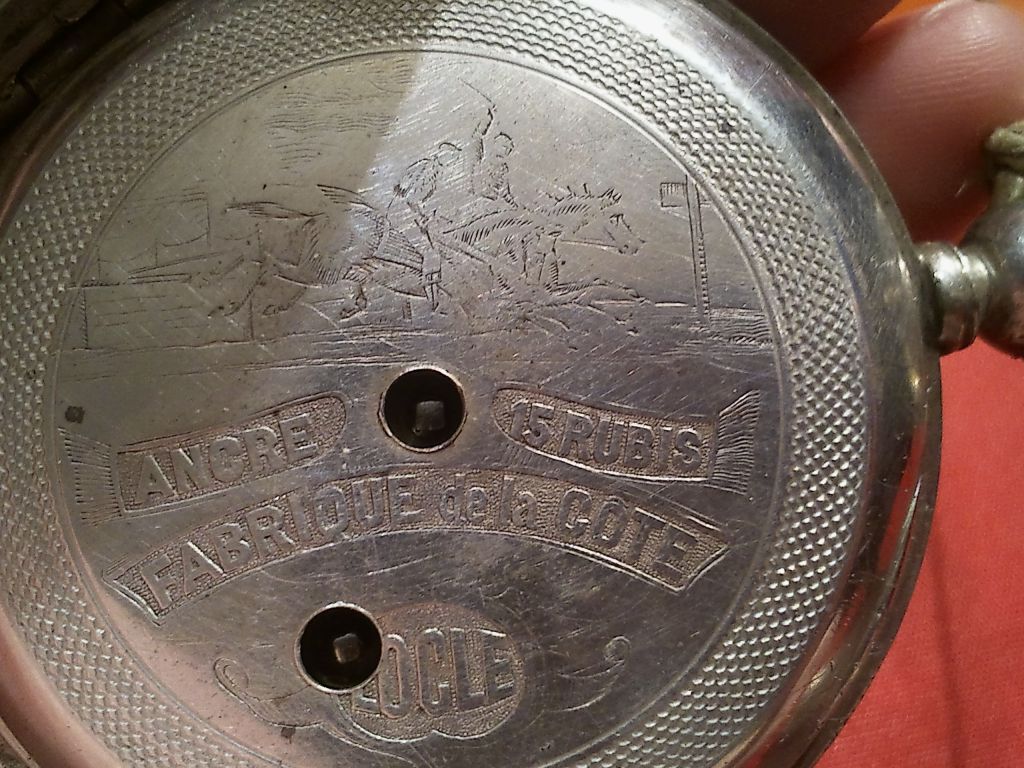 ANCRE 15 RUBIS
FABRIQUE de la COTE
LOCLE